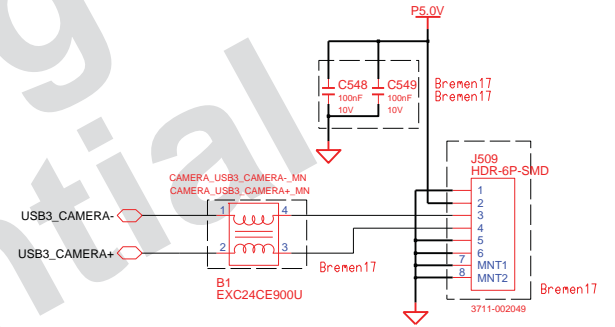 P5.0V
C548
100nF
10V
C549
100nF
10V
Bremen17
Bremen17
J509
HDR-6P-SMD
CAMERA_USB3_CAMERA-_MN
CAMERA_USB3_CAMERA+_MN
USB3_CAMERA-
1
4
USB3_CAMERA+
2
3
Bremen17
B1
EXC24CE900U
1
2
3
4
5
6
7 MNT1
8 MNT2
Bremen17
3711-002049
ntial